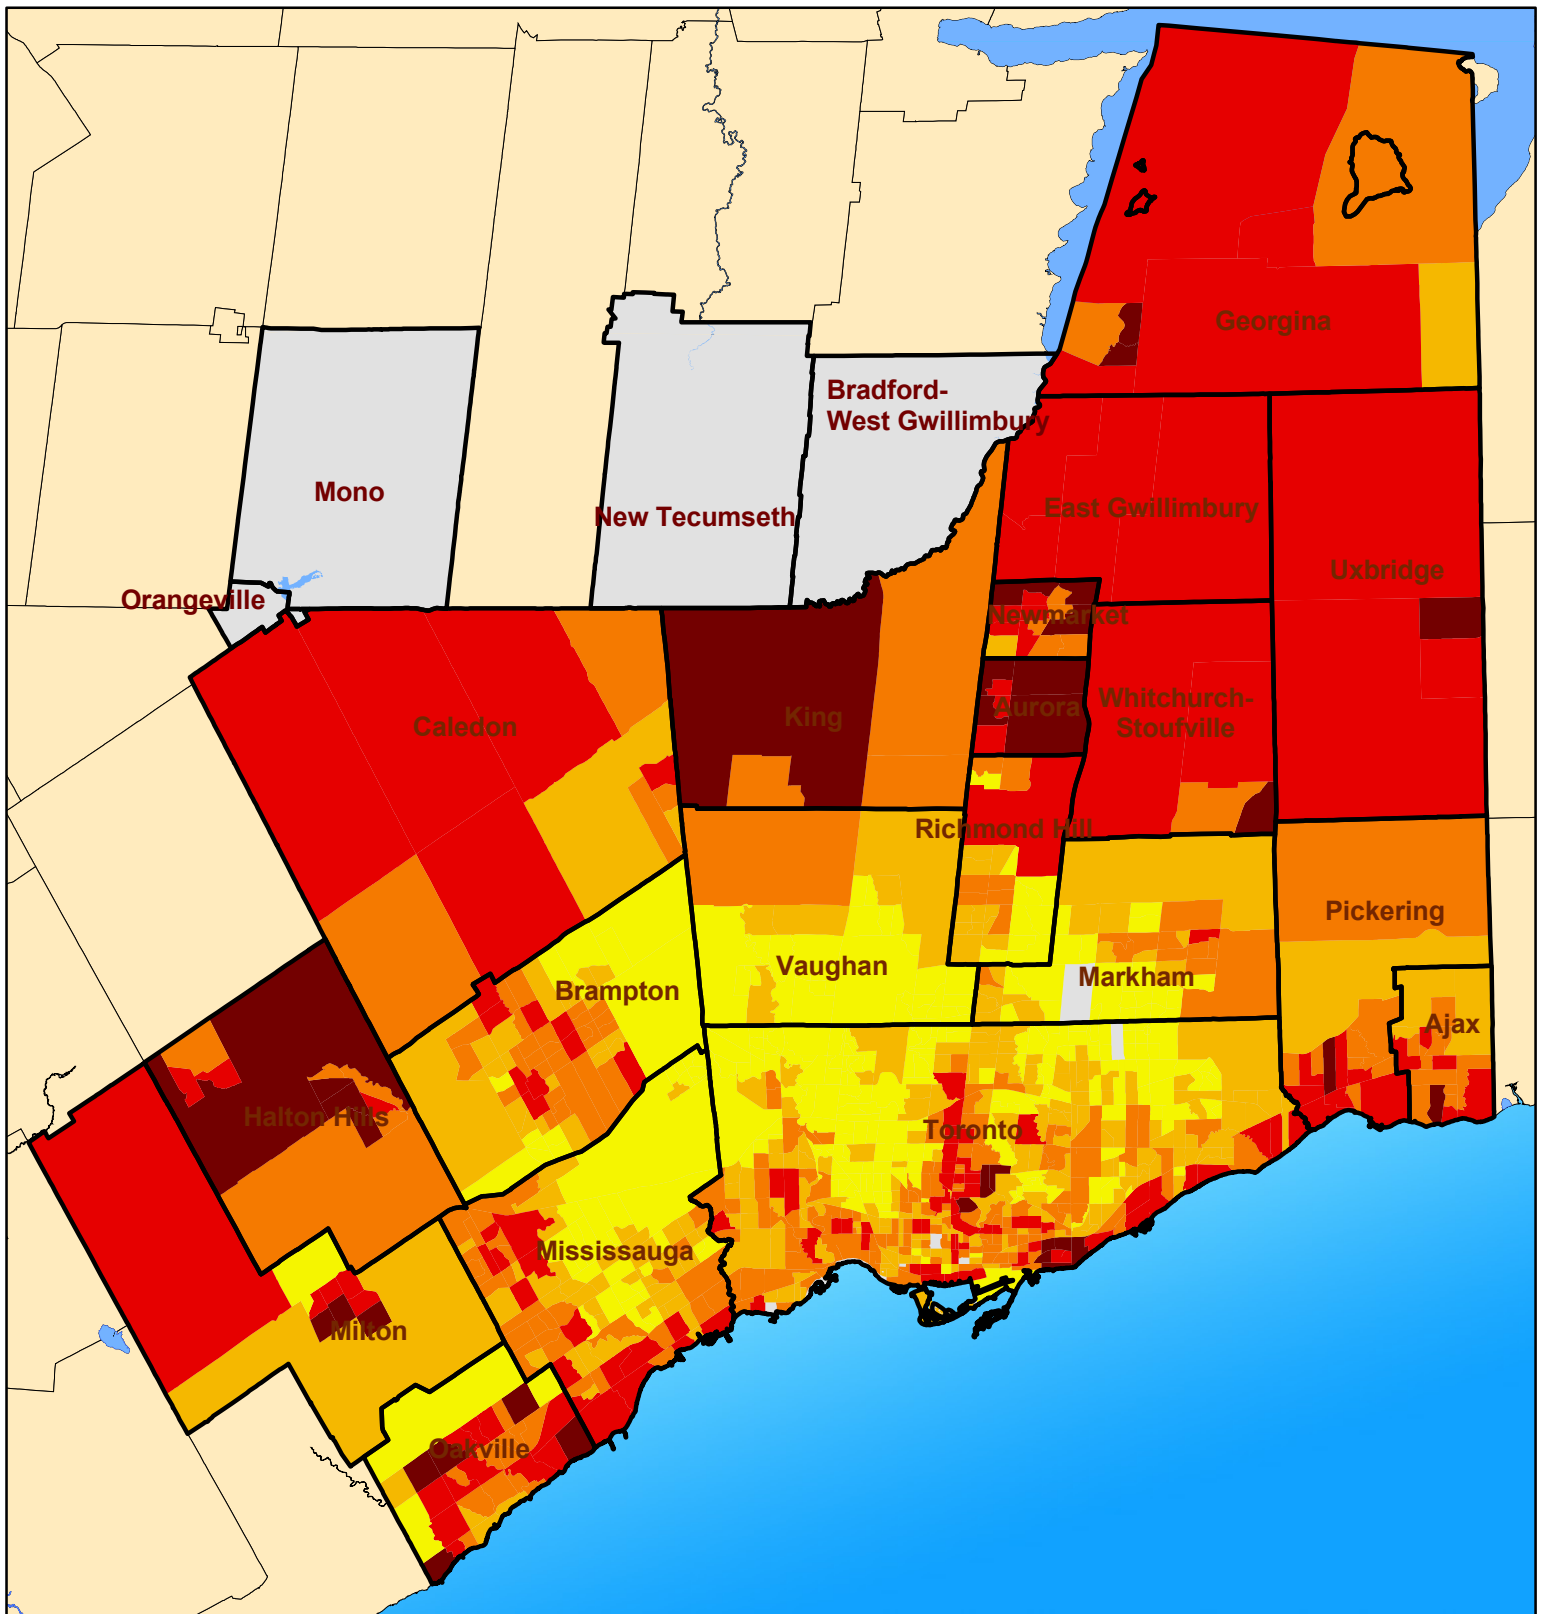 Georgina
Bradford-
West Gwillimbury
Mono
East Gwillimbury
New Tecumseth
Uxbridge
Orangeville
Newmarket
Caledon
King
Aurora
Whitchurch-
Stoufville
Richmond Hill
Pickering
Vaughan
Markham
Brampton
Ajax
Halton Hills
Toronto
Mississauga
Milton
Oakville